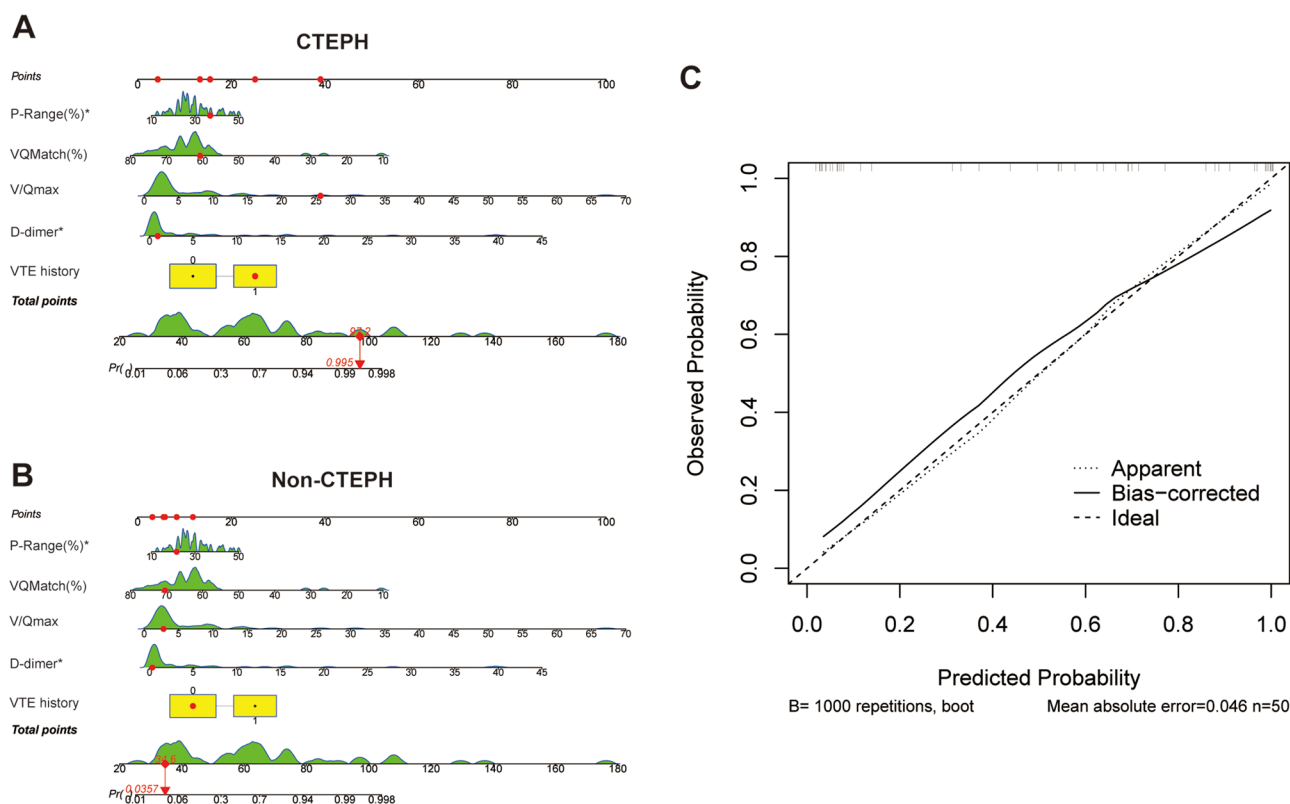 A
CTEPH
Points
0 20 40 60 80 100
P-Range(%)*
10 30 50
VQMatch(%)
80 70 60 50 40 30 20 10
V/Qmax
0 5 10 15 20 25 30 35 40 45 50 55 60 65 70
D-dimer*
0 5 10 15 20 25 30 35 40 45
VTE history
0
1
Total points
97.2
20 40 60 80 100 120 140 160 180
0.995
Pr( )
0.01 0.06 0.3 0.7 0.94 0.99 0.998
B
Non-CTEPH
Points
0 20 40 60 80 100
P-Range(%)*
10 30 50
VQMatch(%)
80 70 60 50 40 30 20 10
V/Qmax
0 5 10 15 20 25 30 35 40 45 50 55 60 65 70
D-dimer*
0 5 10 15 20 25 30 35 40 45
VTE history
0
1
Total points
34.6
20 40 60 80 100 120 140 160 180
0.0357
Pr( )
0.01 0.06 0.3 0.7 0.94 0.99 0.998
C
Observed Probability
1.0
0.8
0.6
0.4
0.2
0.0
Apparent
Bias-corrected
Ideal
0.0 0.2 0.4 0.6 0.8 1.0
Predicted Probability
B= 1000 repetitions, boot Mean absolute error=0.046 n=50